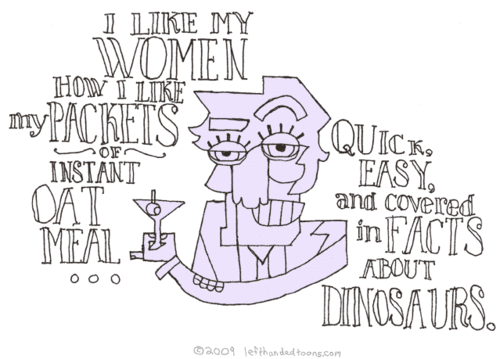 I LIKE MY
WOMEN
HOW I LIKE
my PACKETS
OF
INSTANT
OAT
MEAL
...
QUICK,
EASY,
and covered
in FACTS
ABOUT
DINOSAURS.
©2009 lefthandedtoons.com